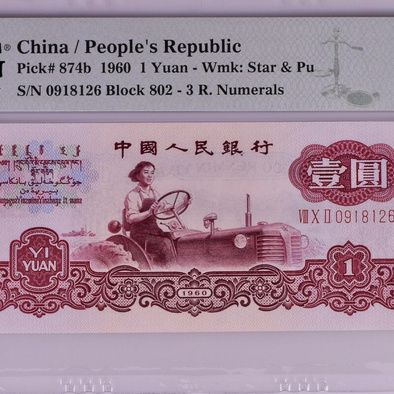 China / People's Republic
Pick# 874b 1960 1 Yuan - Wmk: Star & Pu
S/N 0918126 Block 802 - 3 R. Numerals
中國人民銀行
壹圓
VIII X II 0918126
YI
YUAN
1
1960